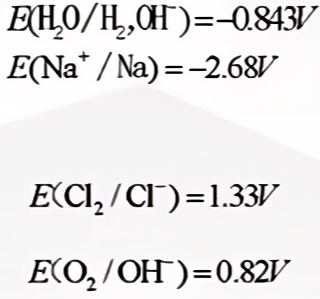 E(H₂O/H₂,OH⁻)=−0.843V
E(Na⁺/Na)=−2.68V
E(Cl₂/Cl⁻)=1.33V
E(O₂/OH⁻)=0.82V